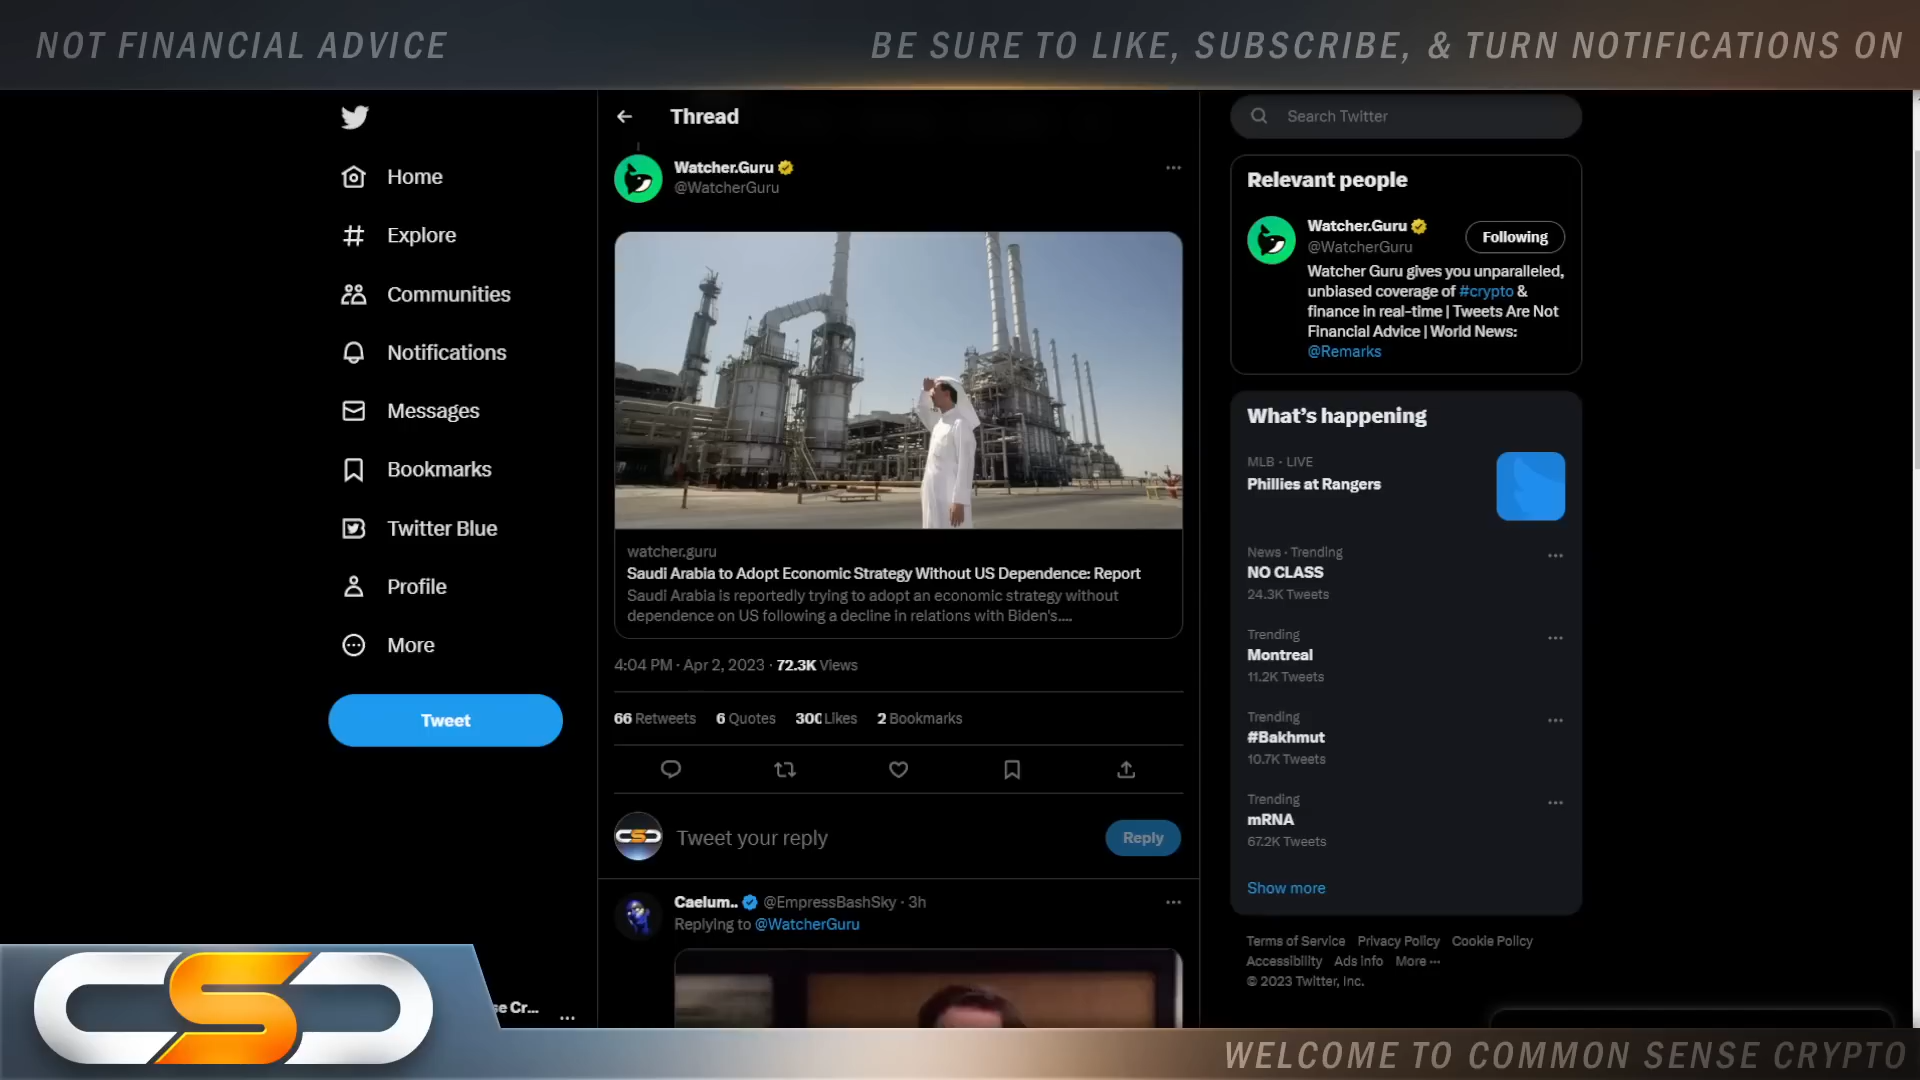 NOT FINANCIAL ADVICE
BE SURE TO LIKE, SUBSCRIBE, & TURN NOTIFICATIONS ON
Home
Explore
Communities
Notifications
Messages
Bookmarks
Twitter Blue
Profile
More
Tweet
Thread
Watcher.Guru
@WatcherGuru
watcher.guru
Saudi Arabia to Adopt Economic Strategy Without US Dependence: Report
Saudi Arabia is reportedly trying to adopt an economic strategy without
dependence on US following a decline in relations with Biden's....
4:04 PM · Apr 2, 2023 · 72.3K Views
66 Retweets 6 Quotes 300 Likes 2 Bookmarks
Tweet your reply
Reply
Caelum.. @EmpressBashSky · 3h
Replying to @WatcherGuru
Search Twitter
Relevant people
Watcher.Guru
@WatcherGuru
Following
Watcher Guru gives you unparalleled,
unbiased coverage of #crypto &
finance in real-time | Tweets Are Not
Financial Advice | World News:
@Remarks
What's happening
MLB · LIVE
Phillies at Rangers
News · Trending
NO CLASS
24.3K Tweets
Trending
Montreal
11.2K Tweets
Trending
#Bakhmut
10.7K Tweets
Trending
mRNA
67.2K Tweets
Show more
Terms of Service Privacy Policy Cookie Policy
Accessibility Ads info More ···
© 2023 Twitter, Inc.
CSC
se Cr...
WELCOME TO COMMON SENSE CRYPTO